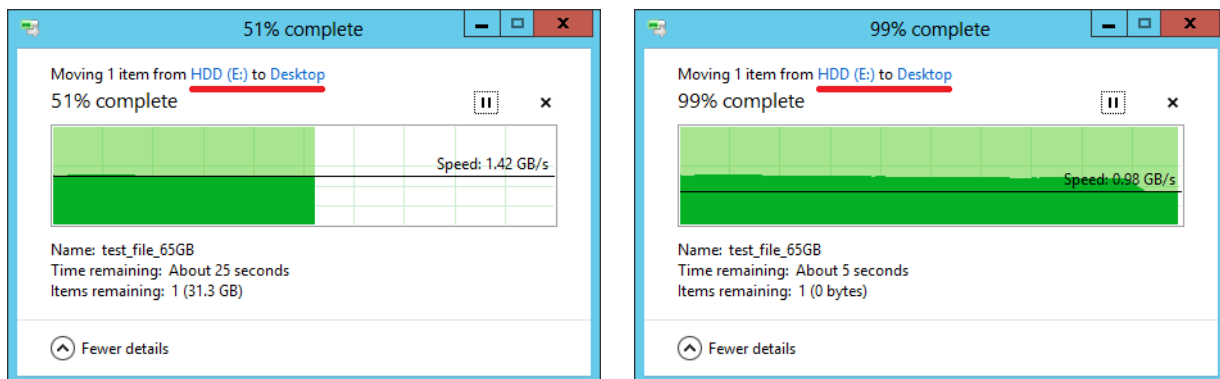 51% complete
Moving 1 item from HDD (E:) to Desktop
51% complete
Speed: 1.42 GB/s
Name: test_file_65GB
Time remaining: About 25 seconds
Items remaining: 1 (31.3 GB)
Fewer details
99% complete
Moving 1 item from HDD (E:) to Desktop
99% complete
Speed: 0.98 GB/s
Name: test_file_65GB
Time remaining: About 5 seconds
Items remaining: 1 (0 bytes)
Fewer details